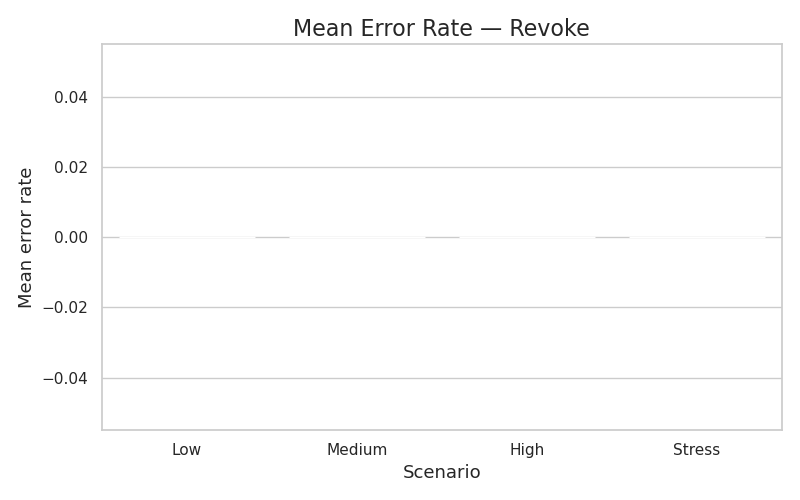 Mean Error Rate — Revoke
Mean error rate
0.04
0.02
0.00
−0.02
−0.04
Low Medium High Stress
Scenario